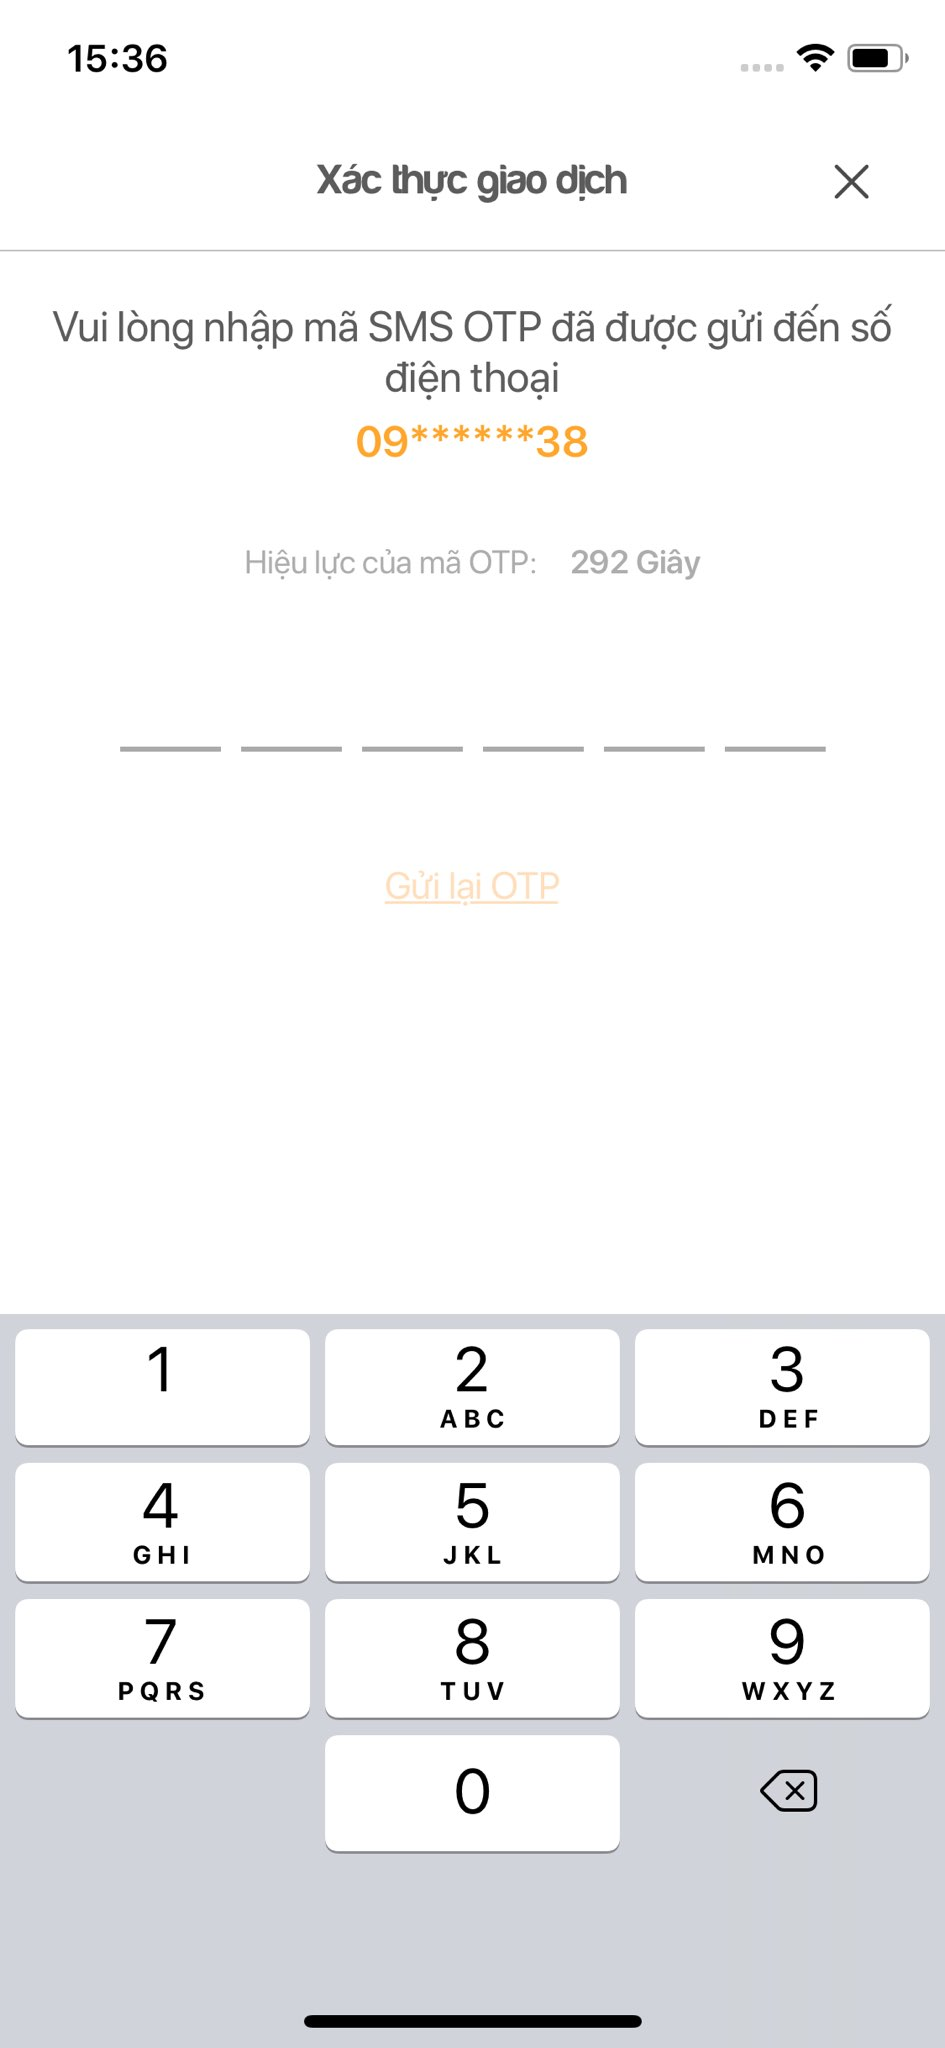 15:36
Xác thực giao dịch
Vui lòng nhập mã SMS OTP đã được gửi đến số
điện thoại
09******38
Hiệu lực của mã OTP: 292 Giây
Gửi lại OTP
1
2
ABC
3
DEF
4
GHI
5
JKL
6
MNO
7
PQRS
8
TUV
9
WXYZ
0